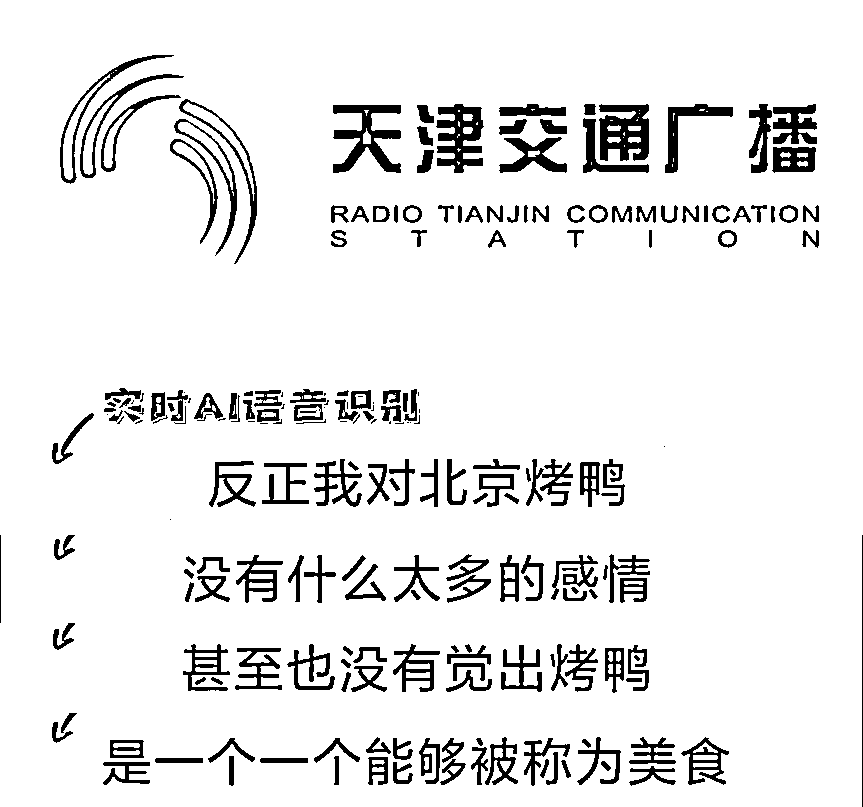 天津交通广播
RADIO TIANJIN COMMUNICATION
STATION
实时AI语音识别
反正我对北京烤鸭
没有什么太多的感情
甚至也没有觉出烤鸭
是一个一个能够被称为美食